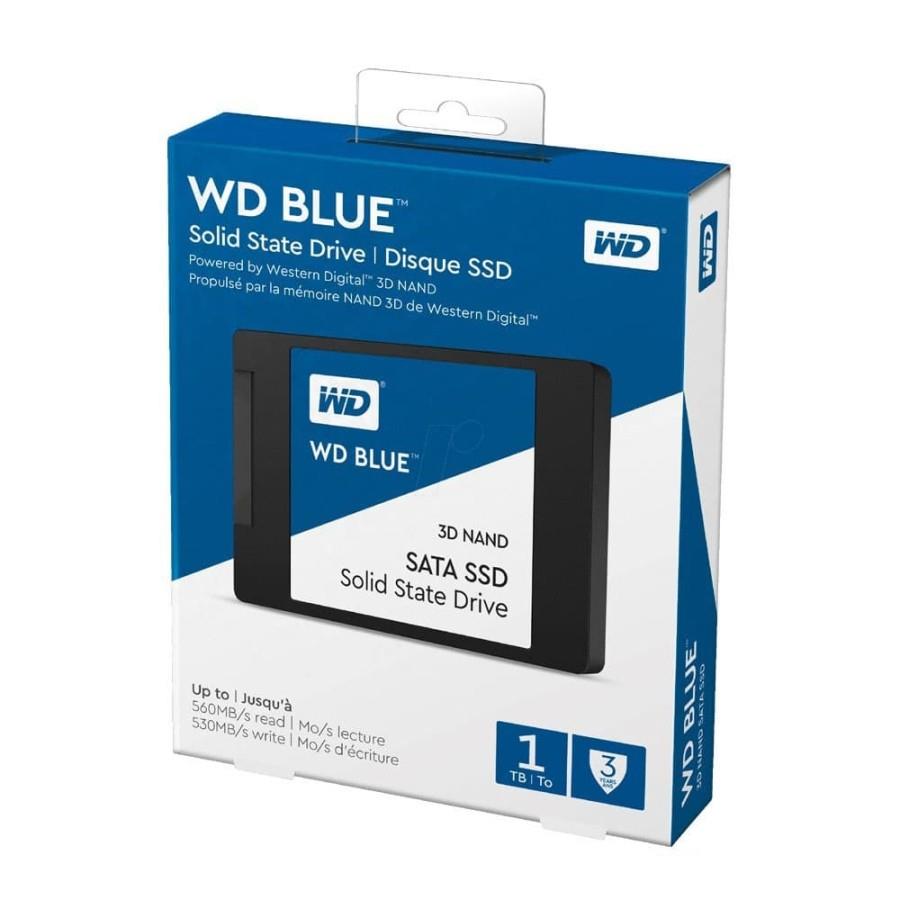 WD BLUE™
Solid State Drive | Disque SSD
Powered by Western Digital™ 3D NAND
Propulsé par la mémoire NAND 3D de Western Digital™
WD®
WD
WD®
WD BLUE™
3D NAND
SATA SSD
Solid State Drive
Up to | Jusqu'à
560MB/s read | Mo/s lecture
530MB/s write | Mo/s d'écriture
1
TB | To
3
YEARS
ANS
WD BLUE™
3D NAND SATA SSD